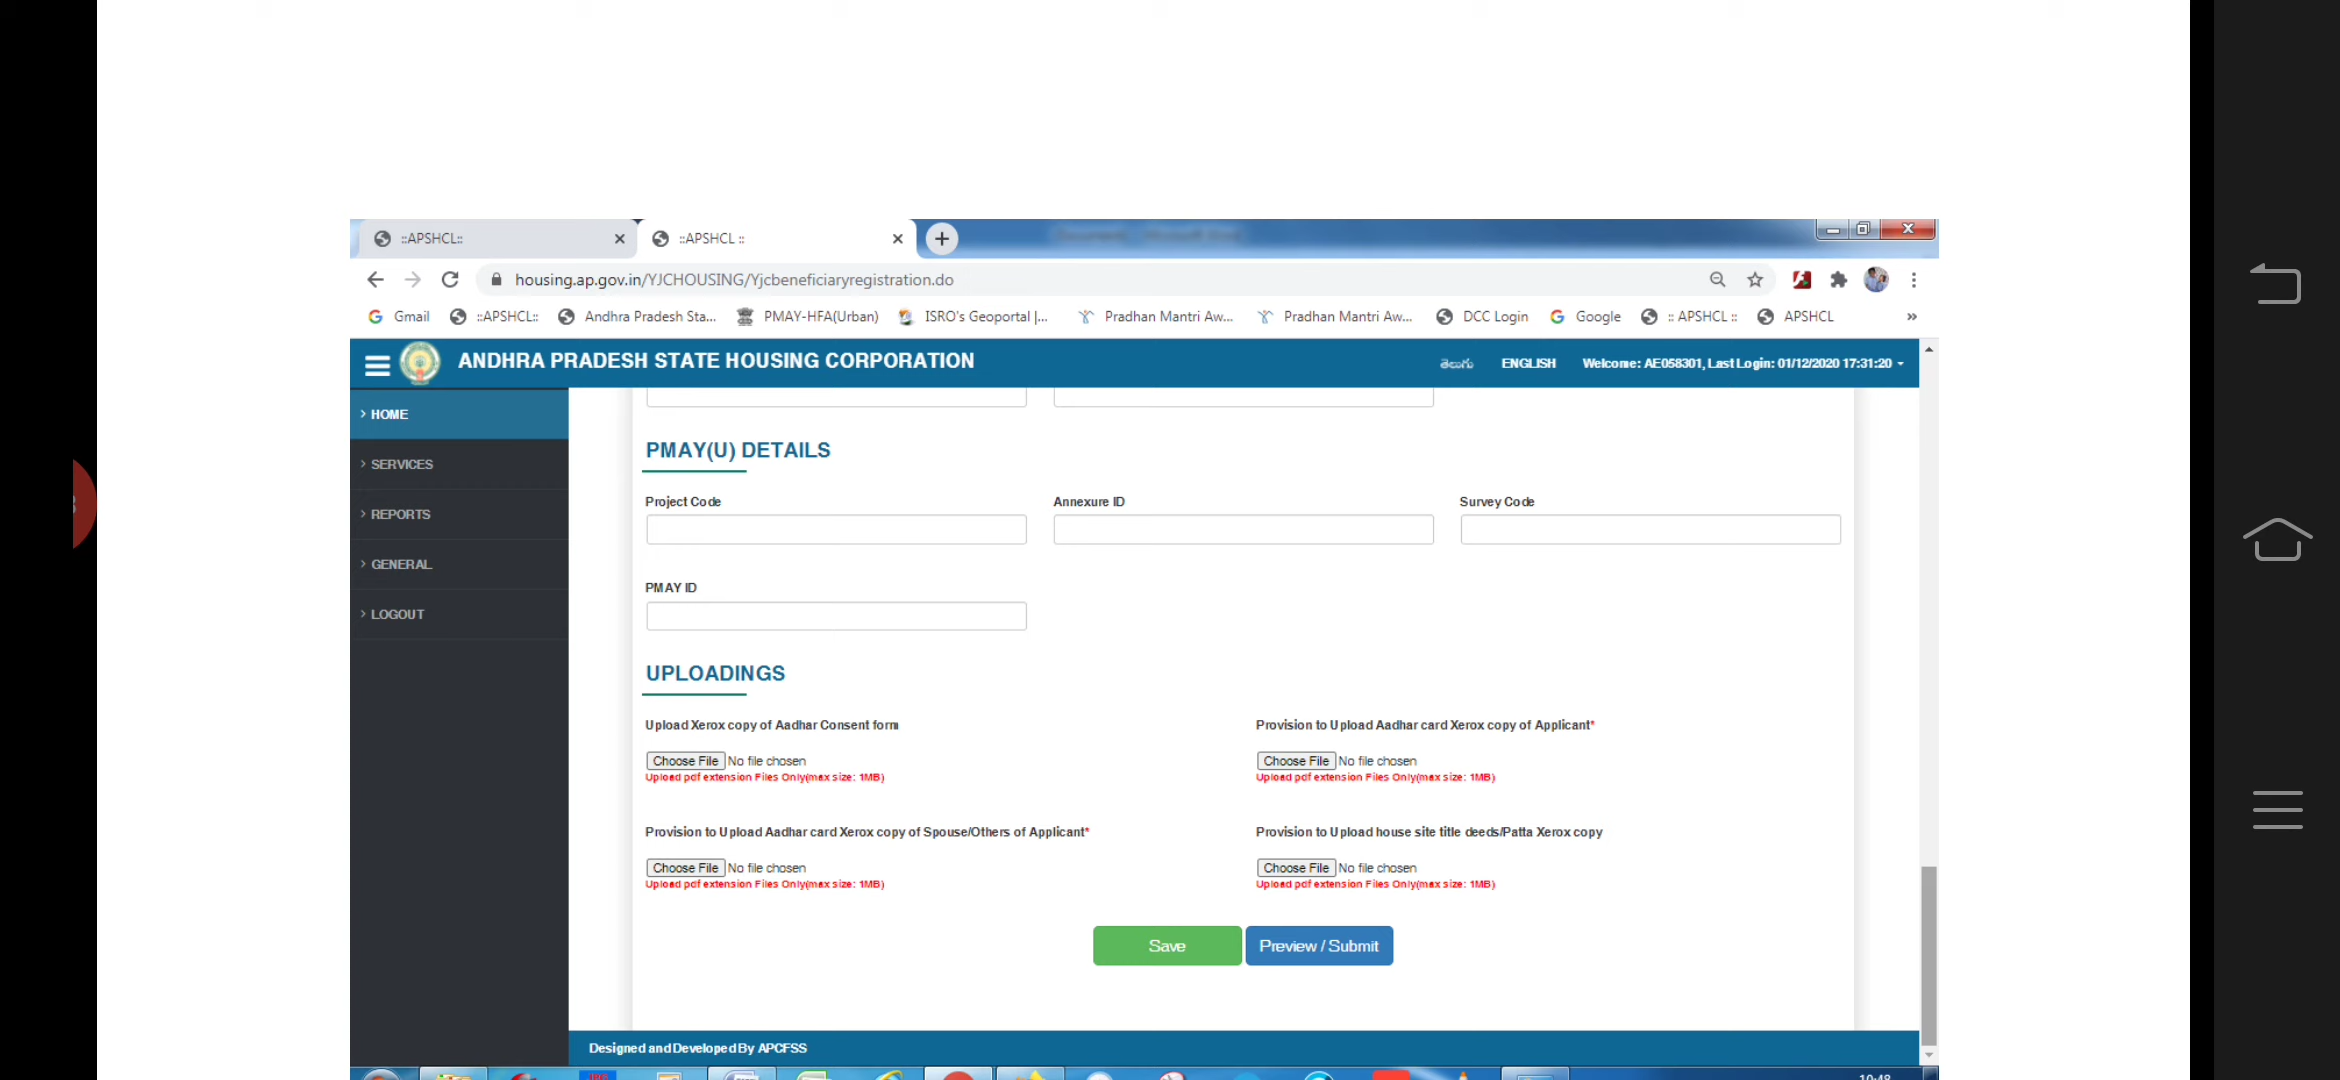 ::APSHCL::
::APSHCL ::
housing.ap.gov.in/YJCHOUSING/Yjcbeneficiaryregistration.do
Gmail ::APSHCL:: Andhra Pradesh Sta... PMAY-HFA(Urban) ISRO's Geoportal |... Pradhan Mantri Aw... Pradhan Mantri Aw... DCC Login Google :: APSHCL :: APSHCL »
ANDHRA PRADESH STATE HOUSING CORPORATION
తెలుగు ENGLISH Welcome: AE058301, Last Login: 01/12/2020 17:31:20
HOME
SERVICES
REPORTS
GENERAL
LOGOUT
PMAY(U) DETAILS
Project Code Annexure ID Survey Code
PMAY ID
UPLOADINGS
Upload Xerox copy of Aadhar Consent form
Choose File No file chosen
Upload pdf extension Files Only(max size: 1MB)
Provision to Upload Aadhar card Xerox copy of Applicant*
Choose File No file chosen
Upload pdf extension Files Only(max size: 1MB)
Provision to Upload Aadhar card Xerox copy of Spouse/Others of Applicant*
Choose File No file chosen
Upload pdf extension Files Only(max size: 1MB)
Provision to Upload house site title deeds/Patta Xerox copy
Choose File No file chosen
Upload pdf extension Files Only(max size: 1MB)
Save Preview / Submit
Designed and Developed By APCFSS
10:48